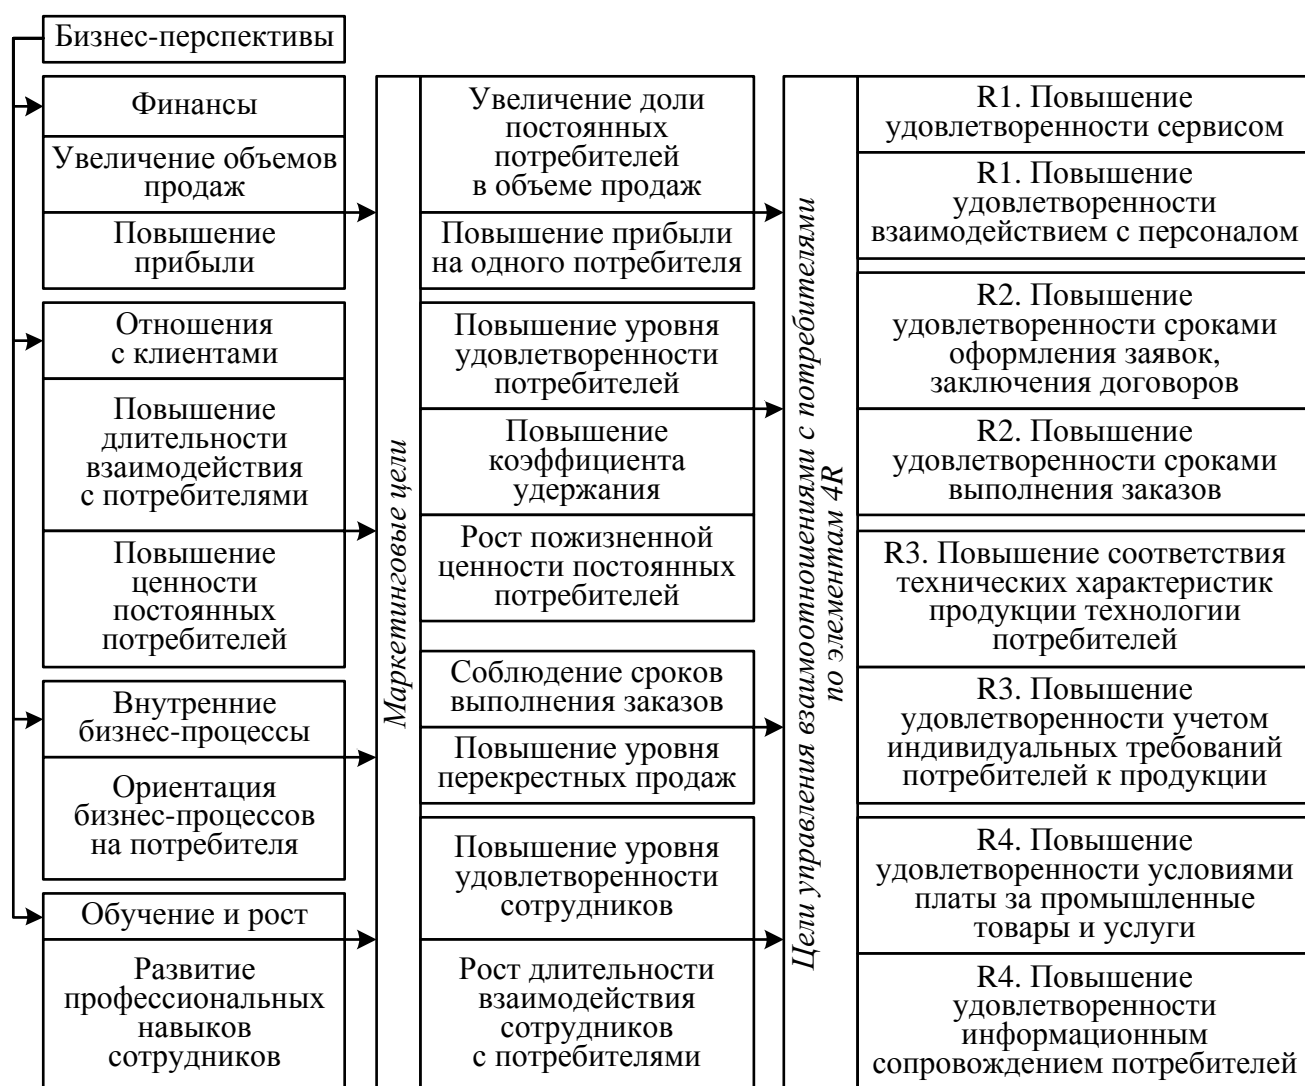 Бизнес-перспективы
Финансы
Увеличение объемов
продаж
Повышение
прибыли
Отношения
с клиентами
Повышение
длительности
взаимодействия
с потребителями
Повышение
ценности
постоянных
потребителей
Внутренние
бизнес-процессы
Ориентация
бизнес-процессов
на потребителя
Обучение и рост
Развитие
профессиональных
навыков
сотрудников
Маркетинговые цели
Увеличение доли
постоянных
потребителей
в объеме продаж
Повышение прибыли
на одного потребителя
Повышение уровня
удовлетворенности
потребителей
Повышение
коэффициента
удержания
Рост пожизненной
ценности постоянных
потребителей
Соблюдение сроков
выполнения заказов
Повышение уровня
перекрестных продаж
Повышение уровня
удовлетворенности
сотрудников
Рост длительности
взаимодействия
сотрудников
с потребителями
Цели управления взаимоотношениями с потребителями
по элементам 4R
R1. Повышение
удовлетворенности сервисом
R1. Повышение
удовлетворенности
взаимодействием с персоналом
R2. Повышение
удовлетворенности сроками
оформления заявок,
заключения договоров
R2. Повышение
удовлетворенности сроками
выполнения заказов
R3. Повышение соответствия
технических характеристик
продукции технологии
потребителей
R3. Повышение
удовлетворенности учетом
индивидуальных требований
потребителей к продукции
R4. Повышение
удовлетворенности условиями
платы за промышленные
товары и услуги
R4. Повышение
удовлетворенности
информационным
сопровождением потребителей